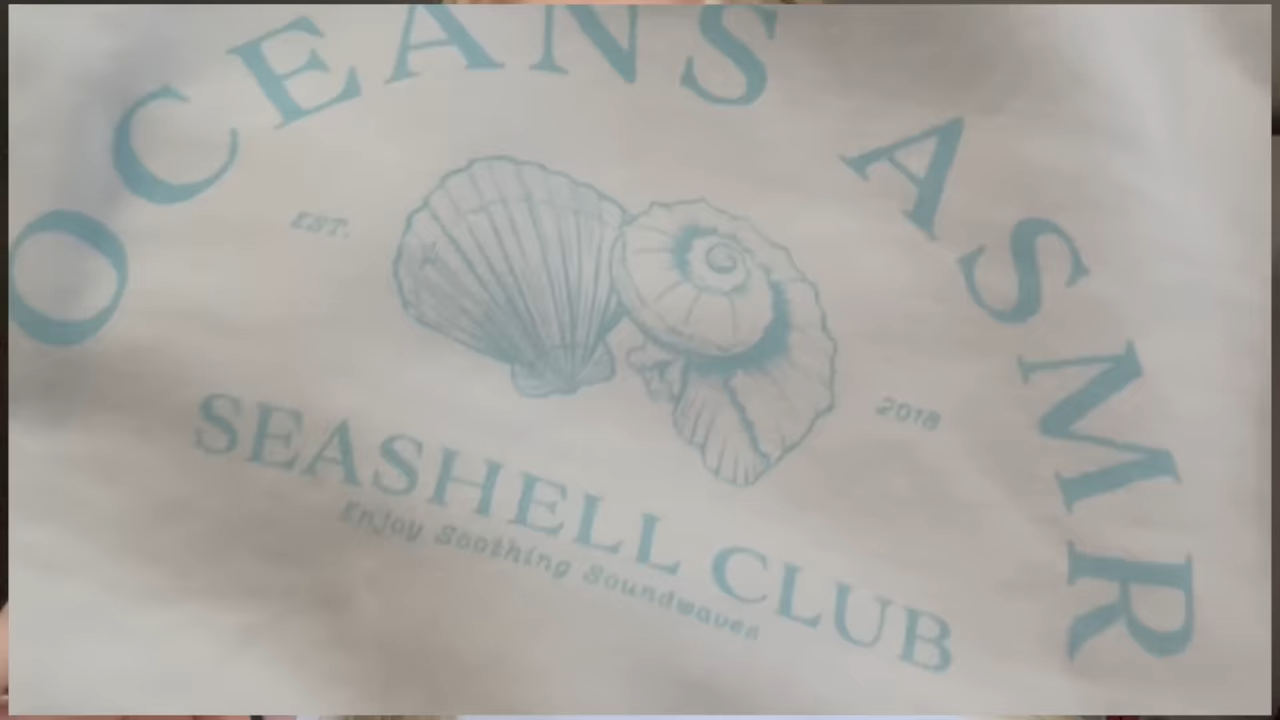 OCEANS ASMR
EST.
2018
SEASHELL CLUB
Enjoy Soothing Soundwaves